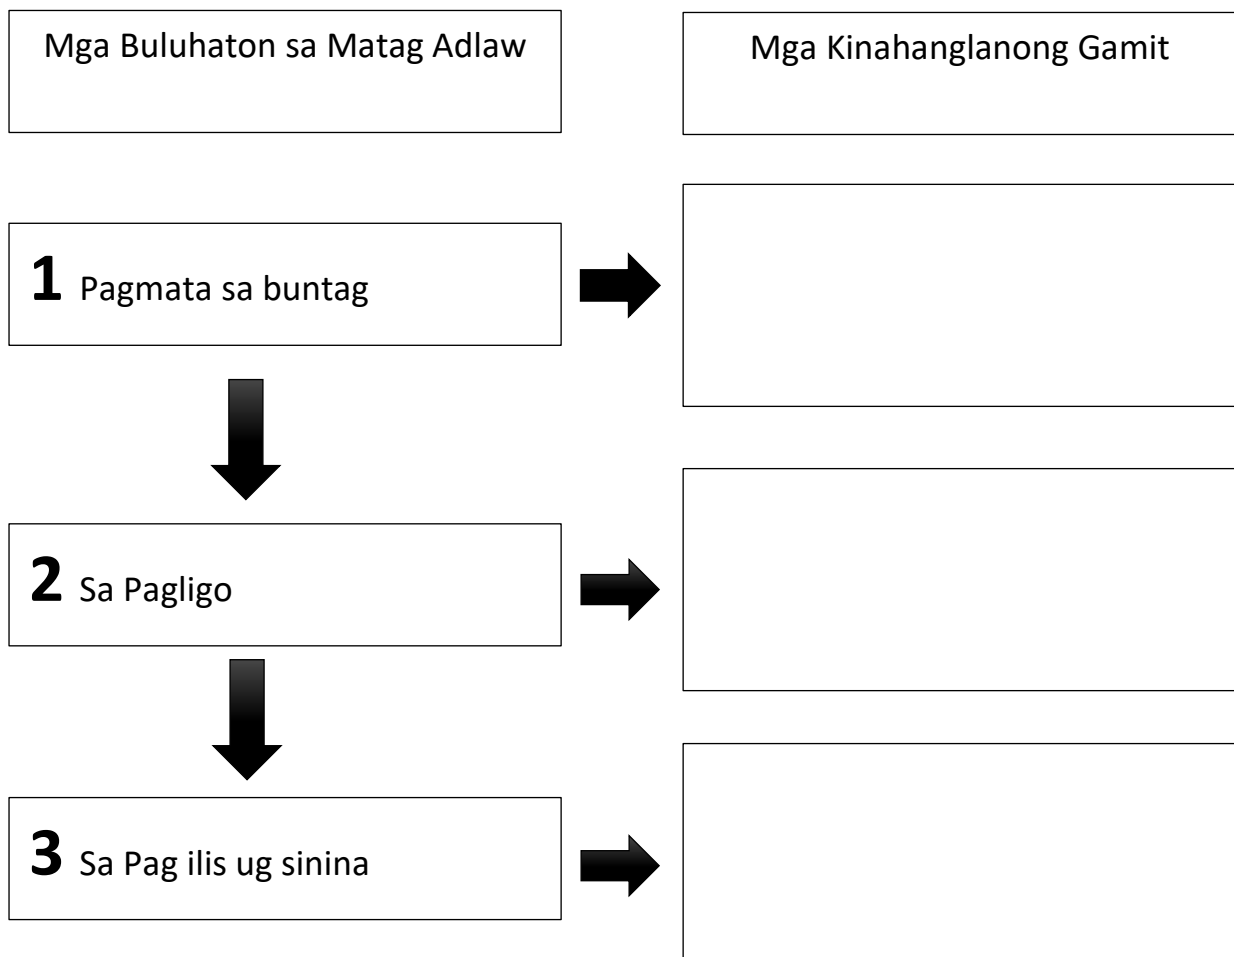 Mga Buluhaton sa Matag Adlaw
Mga Kinahanglanong Gamit
1 Pagmata sa buntag
2 Sa Pagligo
3 Sa Pag ilis ug sinina